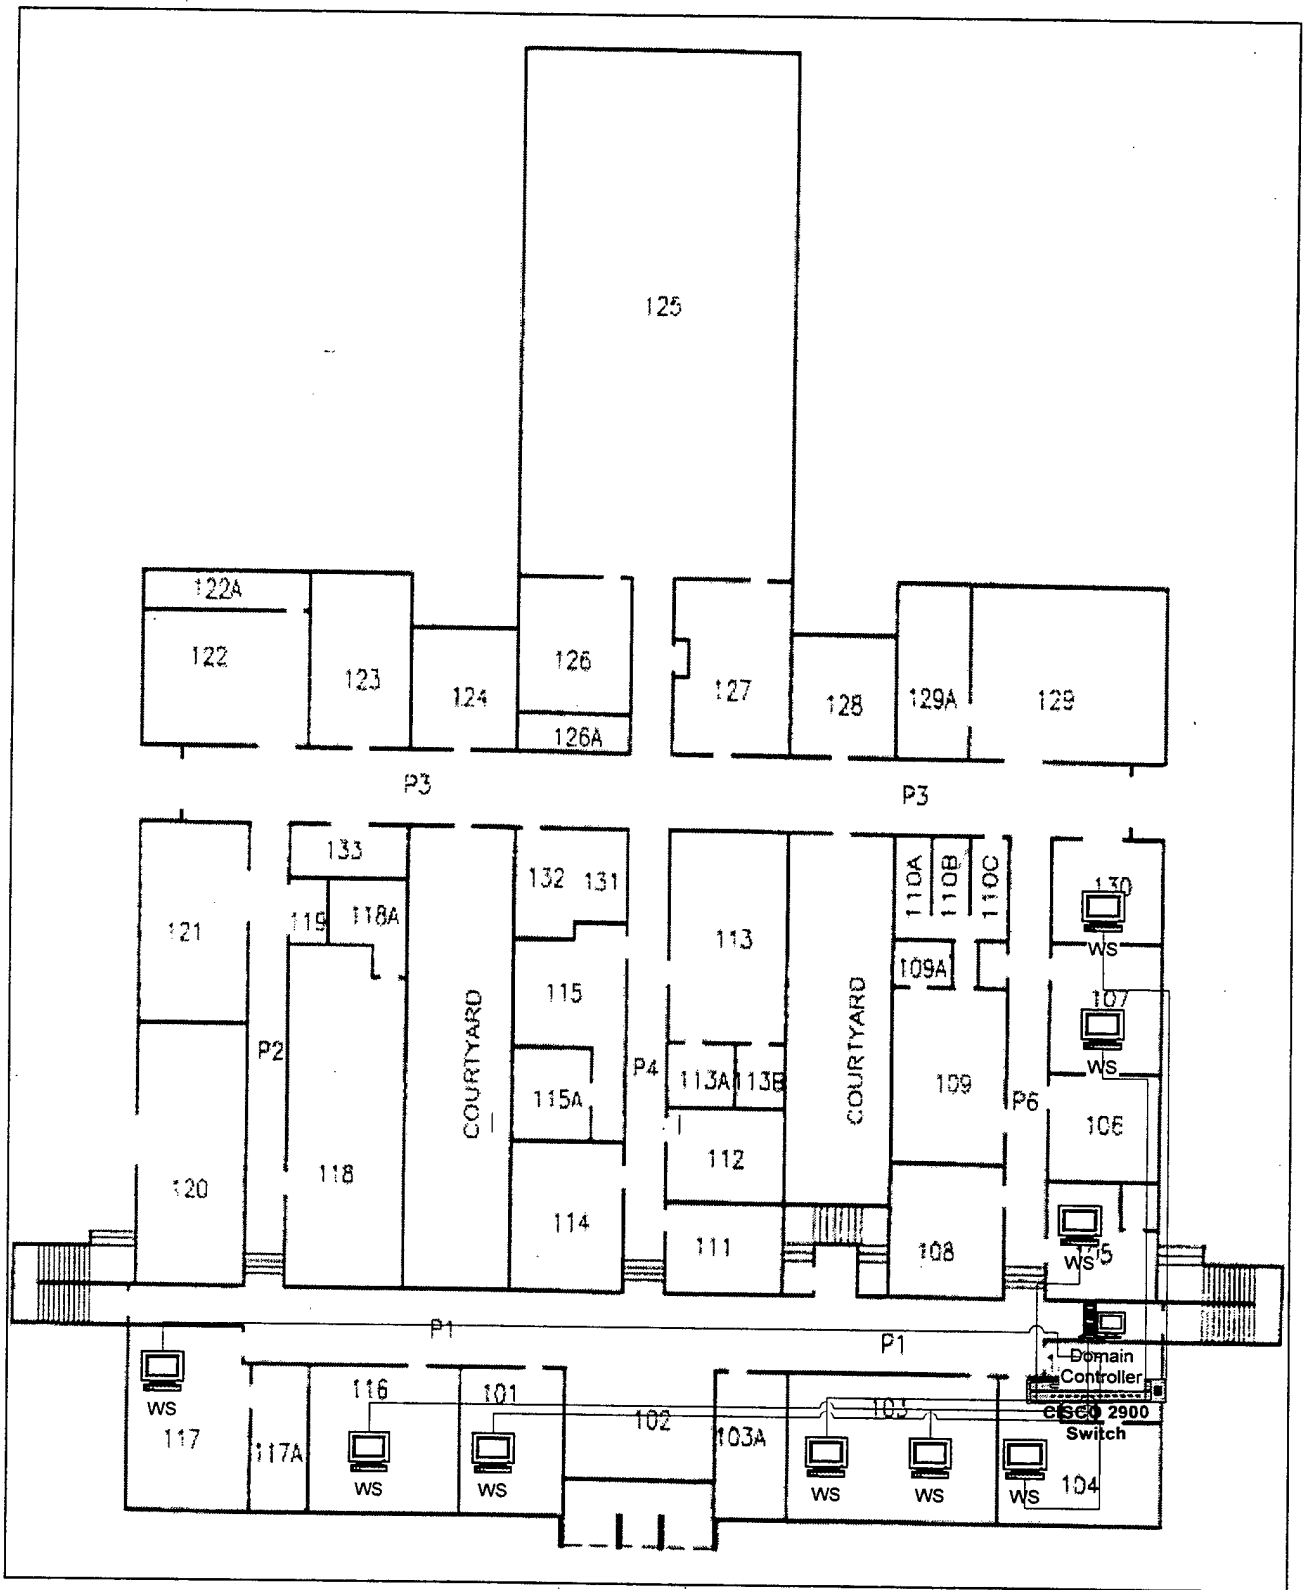 125
122A
122
123
124
126
126A
127
128
129A
129
P3
P3
133
119
118A
121
132
131
113
110A
110B
110C
130
WS
109A
115
COURTYARD
COURTYARD
107
WS
P2
P4
113A
113B
115A
109
P6
106
112
118
120
114
111
108
WS
105
P1
P1
Domain
Controller
CISCO 2900
Switch
WS
117
117A
116
WS
101
WS
102
103A
103
WS
WS
WS
104